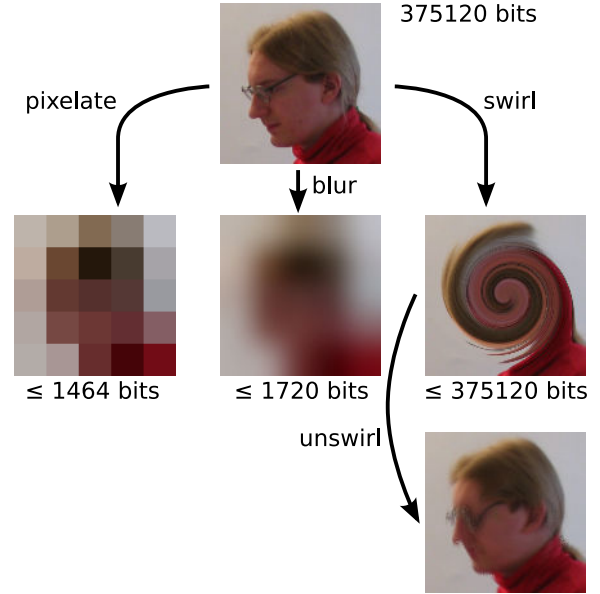 375120 bits
pixelate
swirl
blur
≤ 1464 bits
≤ 1720 bits
≤ 375120 bits
unswirl